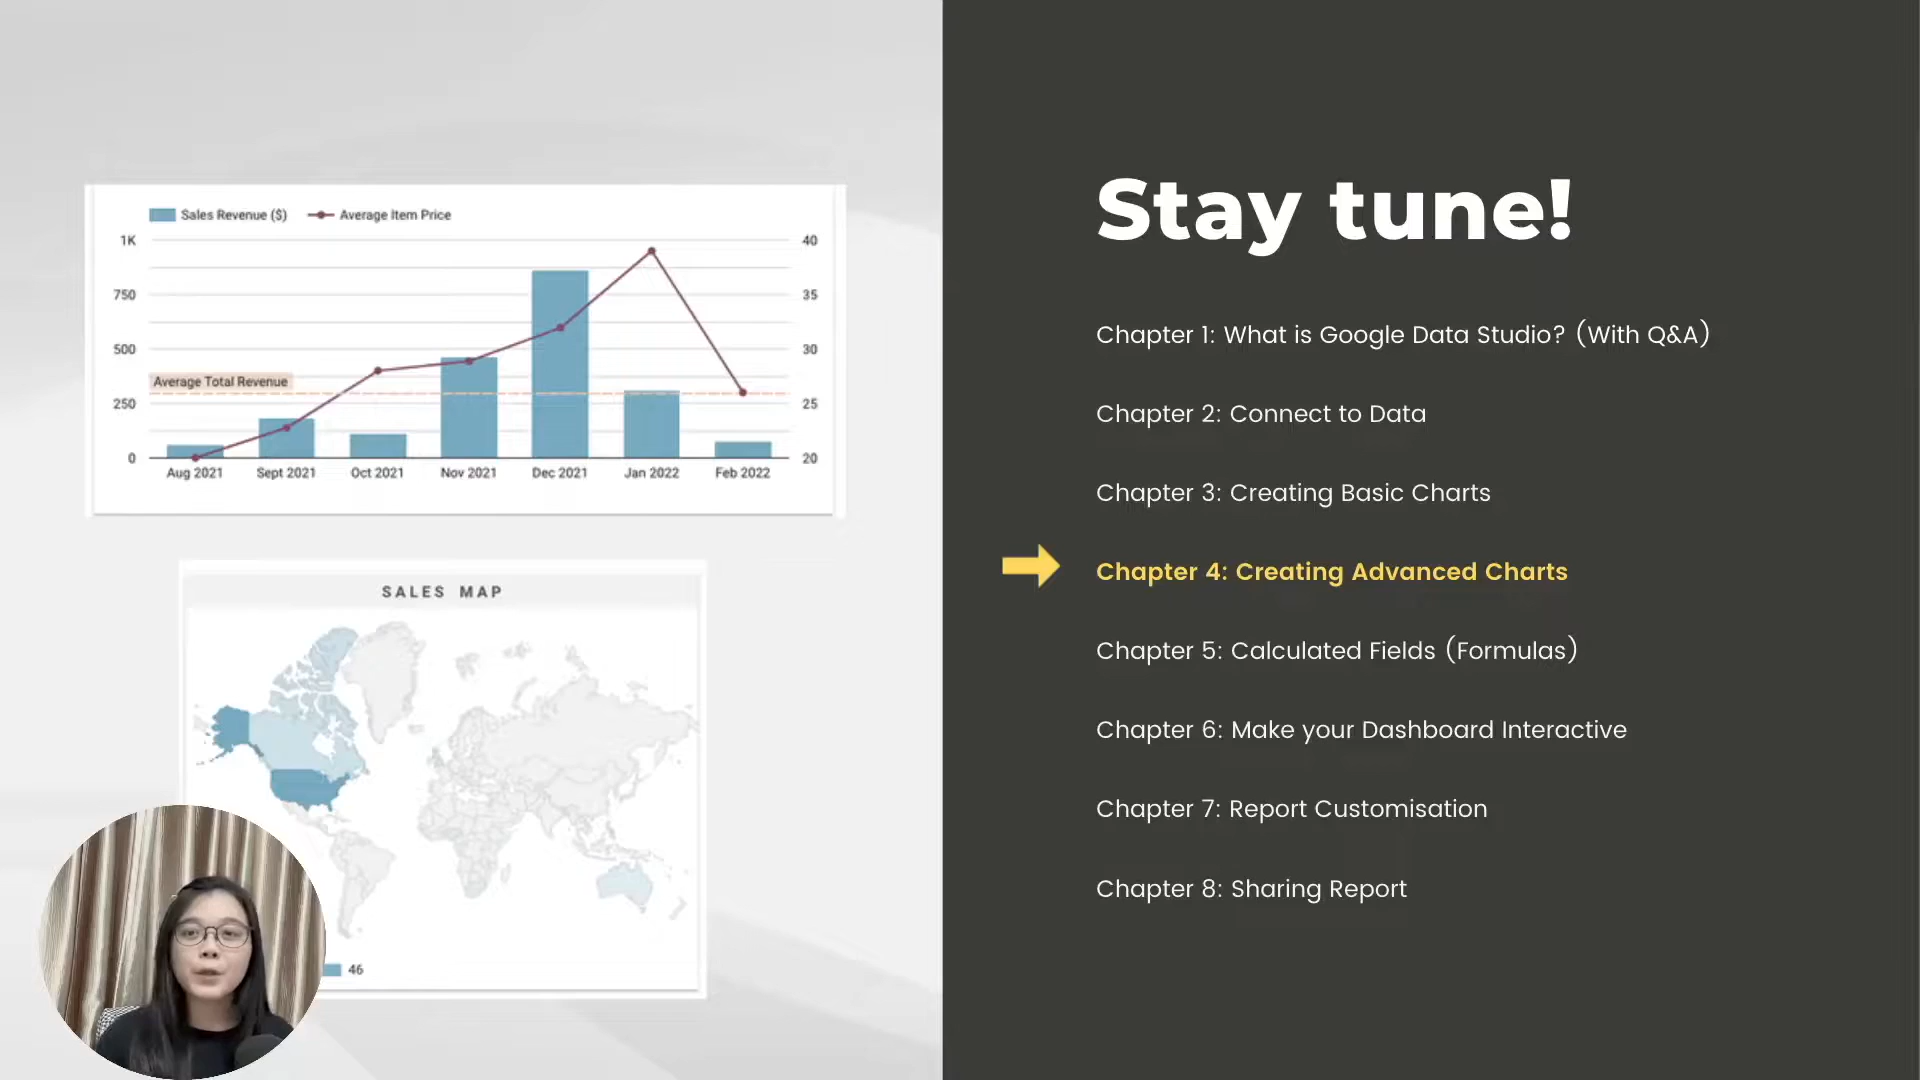 Sales Revenue ($) Average Item Price
1K 40
750 35
500 30
Average Total Revenue
250 25
0 20
Aug 2021 Sept 2021 Oct 2021 Nov 2021 Dec 2021 Jan 2022 Feb 2022
SALES MAP
46
Stay tune!
Chapter 1: What is Google Data Studio? (With Q&A)
Chapter 2: Connect to Data
Chapter 3: Creating Basic Charts
Chapter 4: Creating Advanced Charts
Chapter 5: Calculated Fields (Formulas)
Chapter 6: Make your Dashboard Interactive
Chapter 7: Report Customisation
Chapter 8: Sharing Report